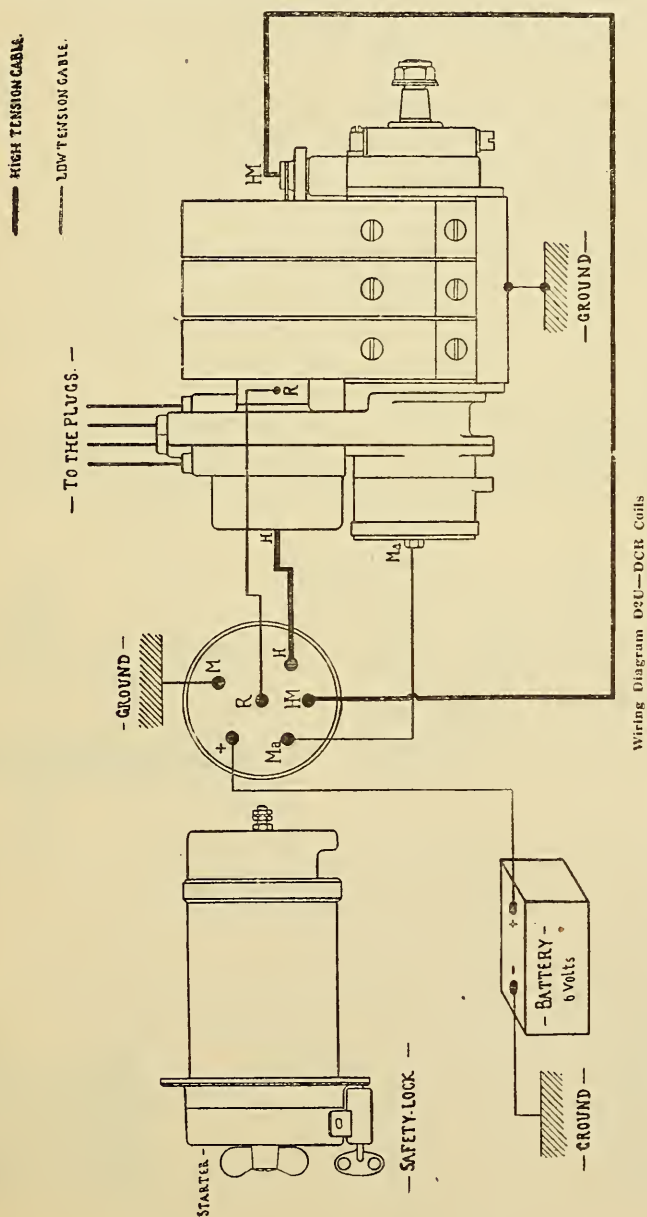 HIGH TENSION CABLE.
LOW TENSION CABLE.
— TO THE PLUGS. —
HM
R
H
Ma
— GROUND —
- GROUND -
M
R
H
HM
Ma
+
STARTER -
— SAFETY-LOCK —
- +
- BATTERY -
6 Volts
— GROUND —
Wiring Diagram D2U—DCR Coils